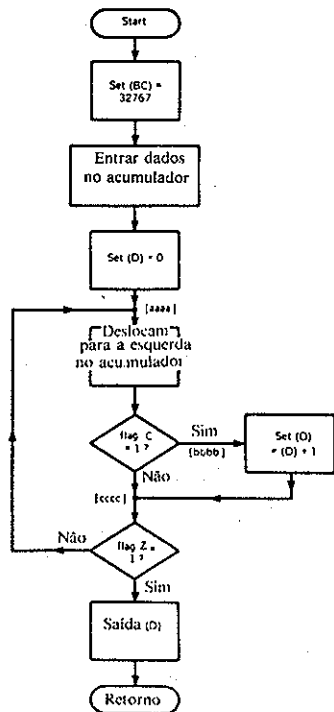 Start
Set (BC) =
32767
Entrar dados
no acumulador
Set (D) = 0
[aaaa]
Deslocam
para a esquerda
no acumulador
flag C
= 1 ?
Sim
[bbbb]
Set (D)
= (D) + 1
Não
[cccc]
Não
flag Z =
1 ?
Sim
Saída (D)
Retorno